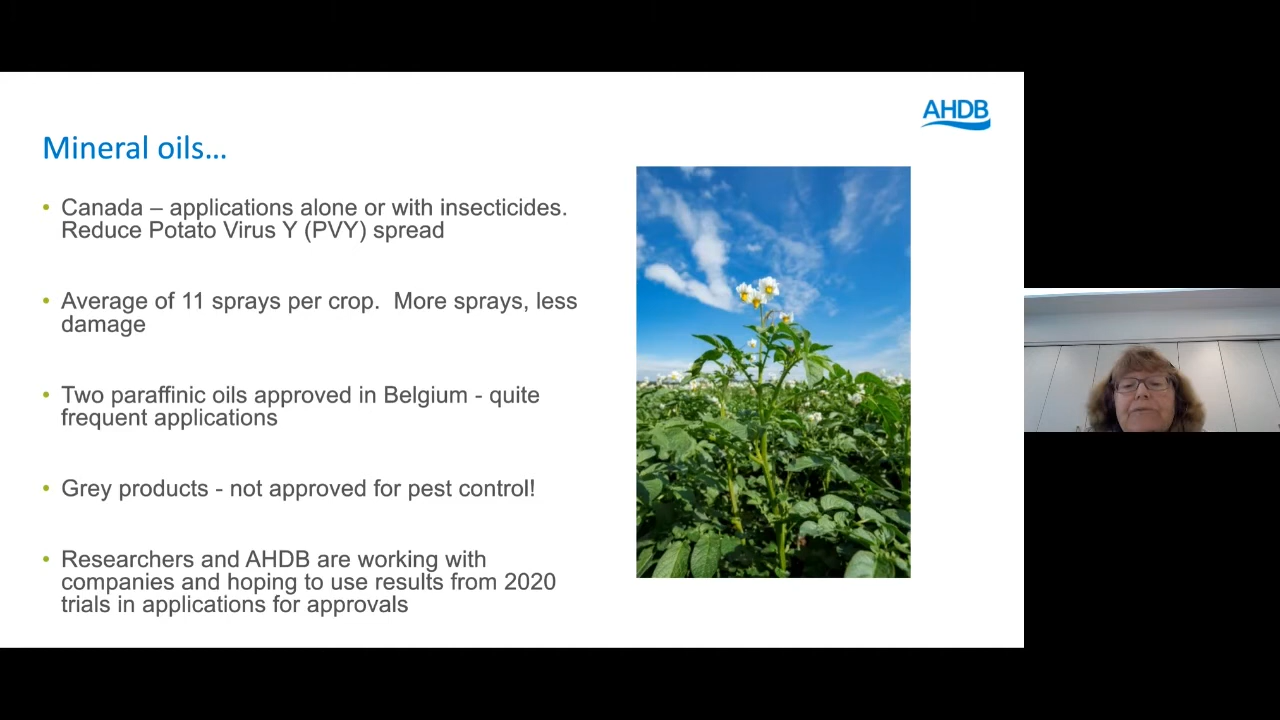 AHDB
Mineral oils…
• Canada – applications alone or with insecticides.
Reduce Potato Virus Y (PVY) spread
• Average of 11 sprays per crop.  More sprays, less
damage
• Two paraffinic oils approved in Belgium - quite
frequent applications
• Grey products - not approved for pest control!
• Researchers and AHDB are working with
companies and hoping to use results from 2020
trials in applications for approvals